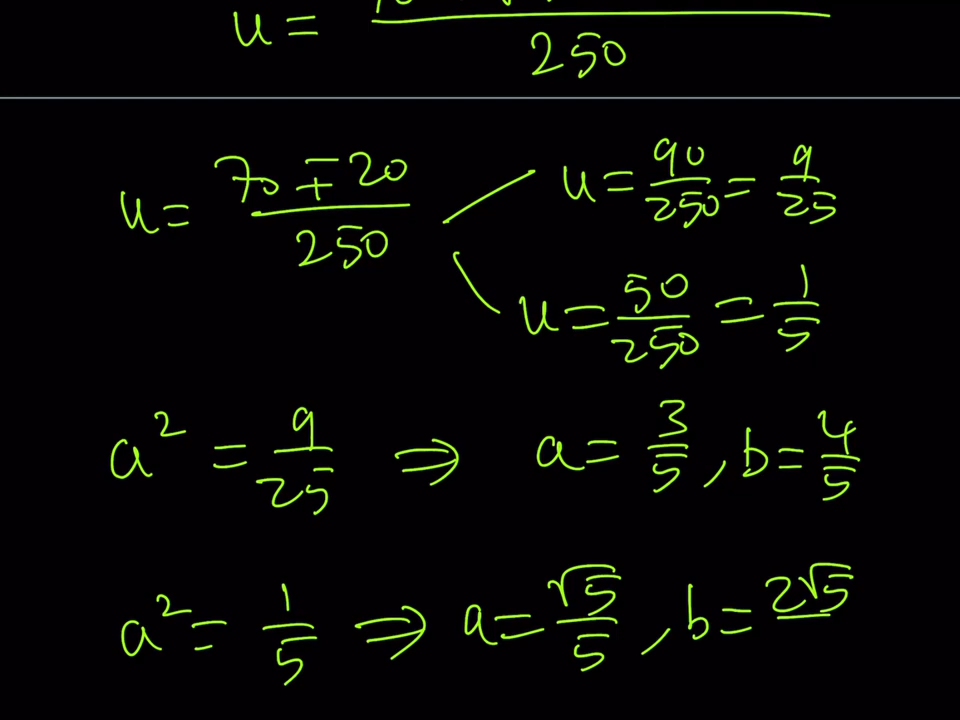 u = 250
u = 70 ∓ 20 / 250 u = 90/250 = 9/25
u = 50/250 = 1/5
a² = 9/25 ⇒ a = 3/5, b = 4/5
a² = 1/5 ⇒ a = √5/5, b = 2√5